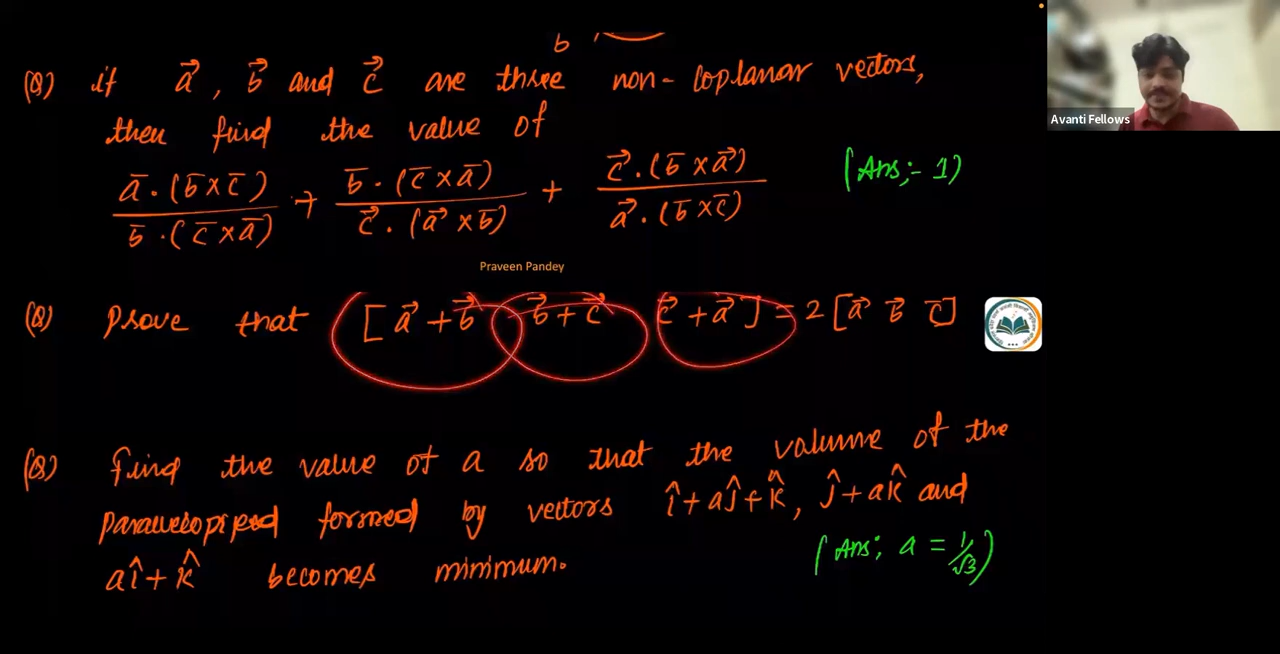 b
(Q) if a⃗, b⃗ and c⃗ are three non-coplanar vectors,
then find the value of
a̅·(b̅×c̅)/b̅·(c̅×a̅) + b̅·(c̅×a̅)/c⃗·(a⃗×b̅) + c⃗·(b̅×a⃗)/a⃗·(b̅×c̅) (Ans;- 1)
Avanti Fellows
Praveen Pandey
(Q) Prove that [a⃗+b⃗ b⃗+c⃗ c⃗+a⃗] = 2[a⃗ b⃗ c̅]
(Q) Find the value of a so that the volume of the
Parallelopiped formed by vectors î+aĵ+k̂, ĵ+ak̂ and
aî+k̂ becomes minimum. (Ans; a = 1/√3)